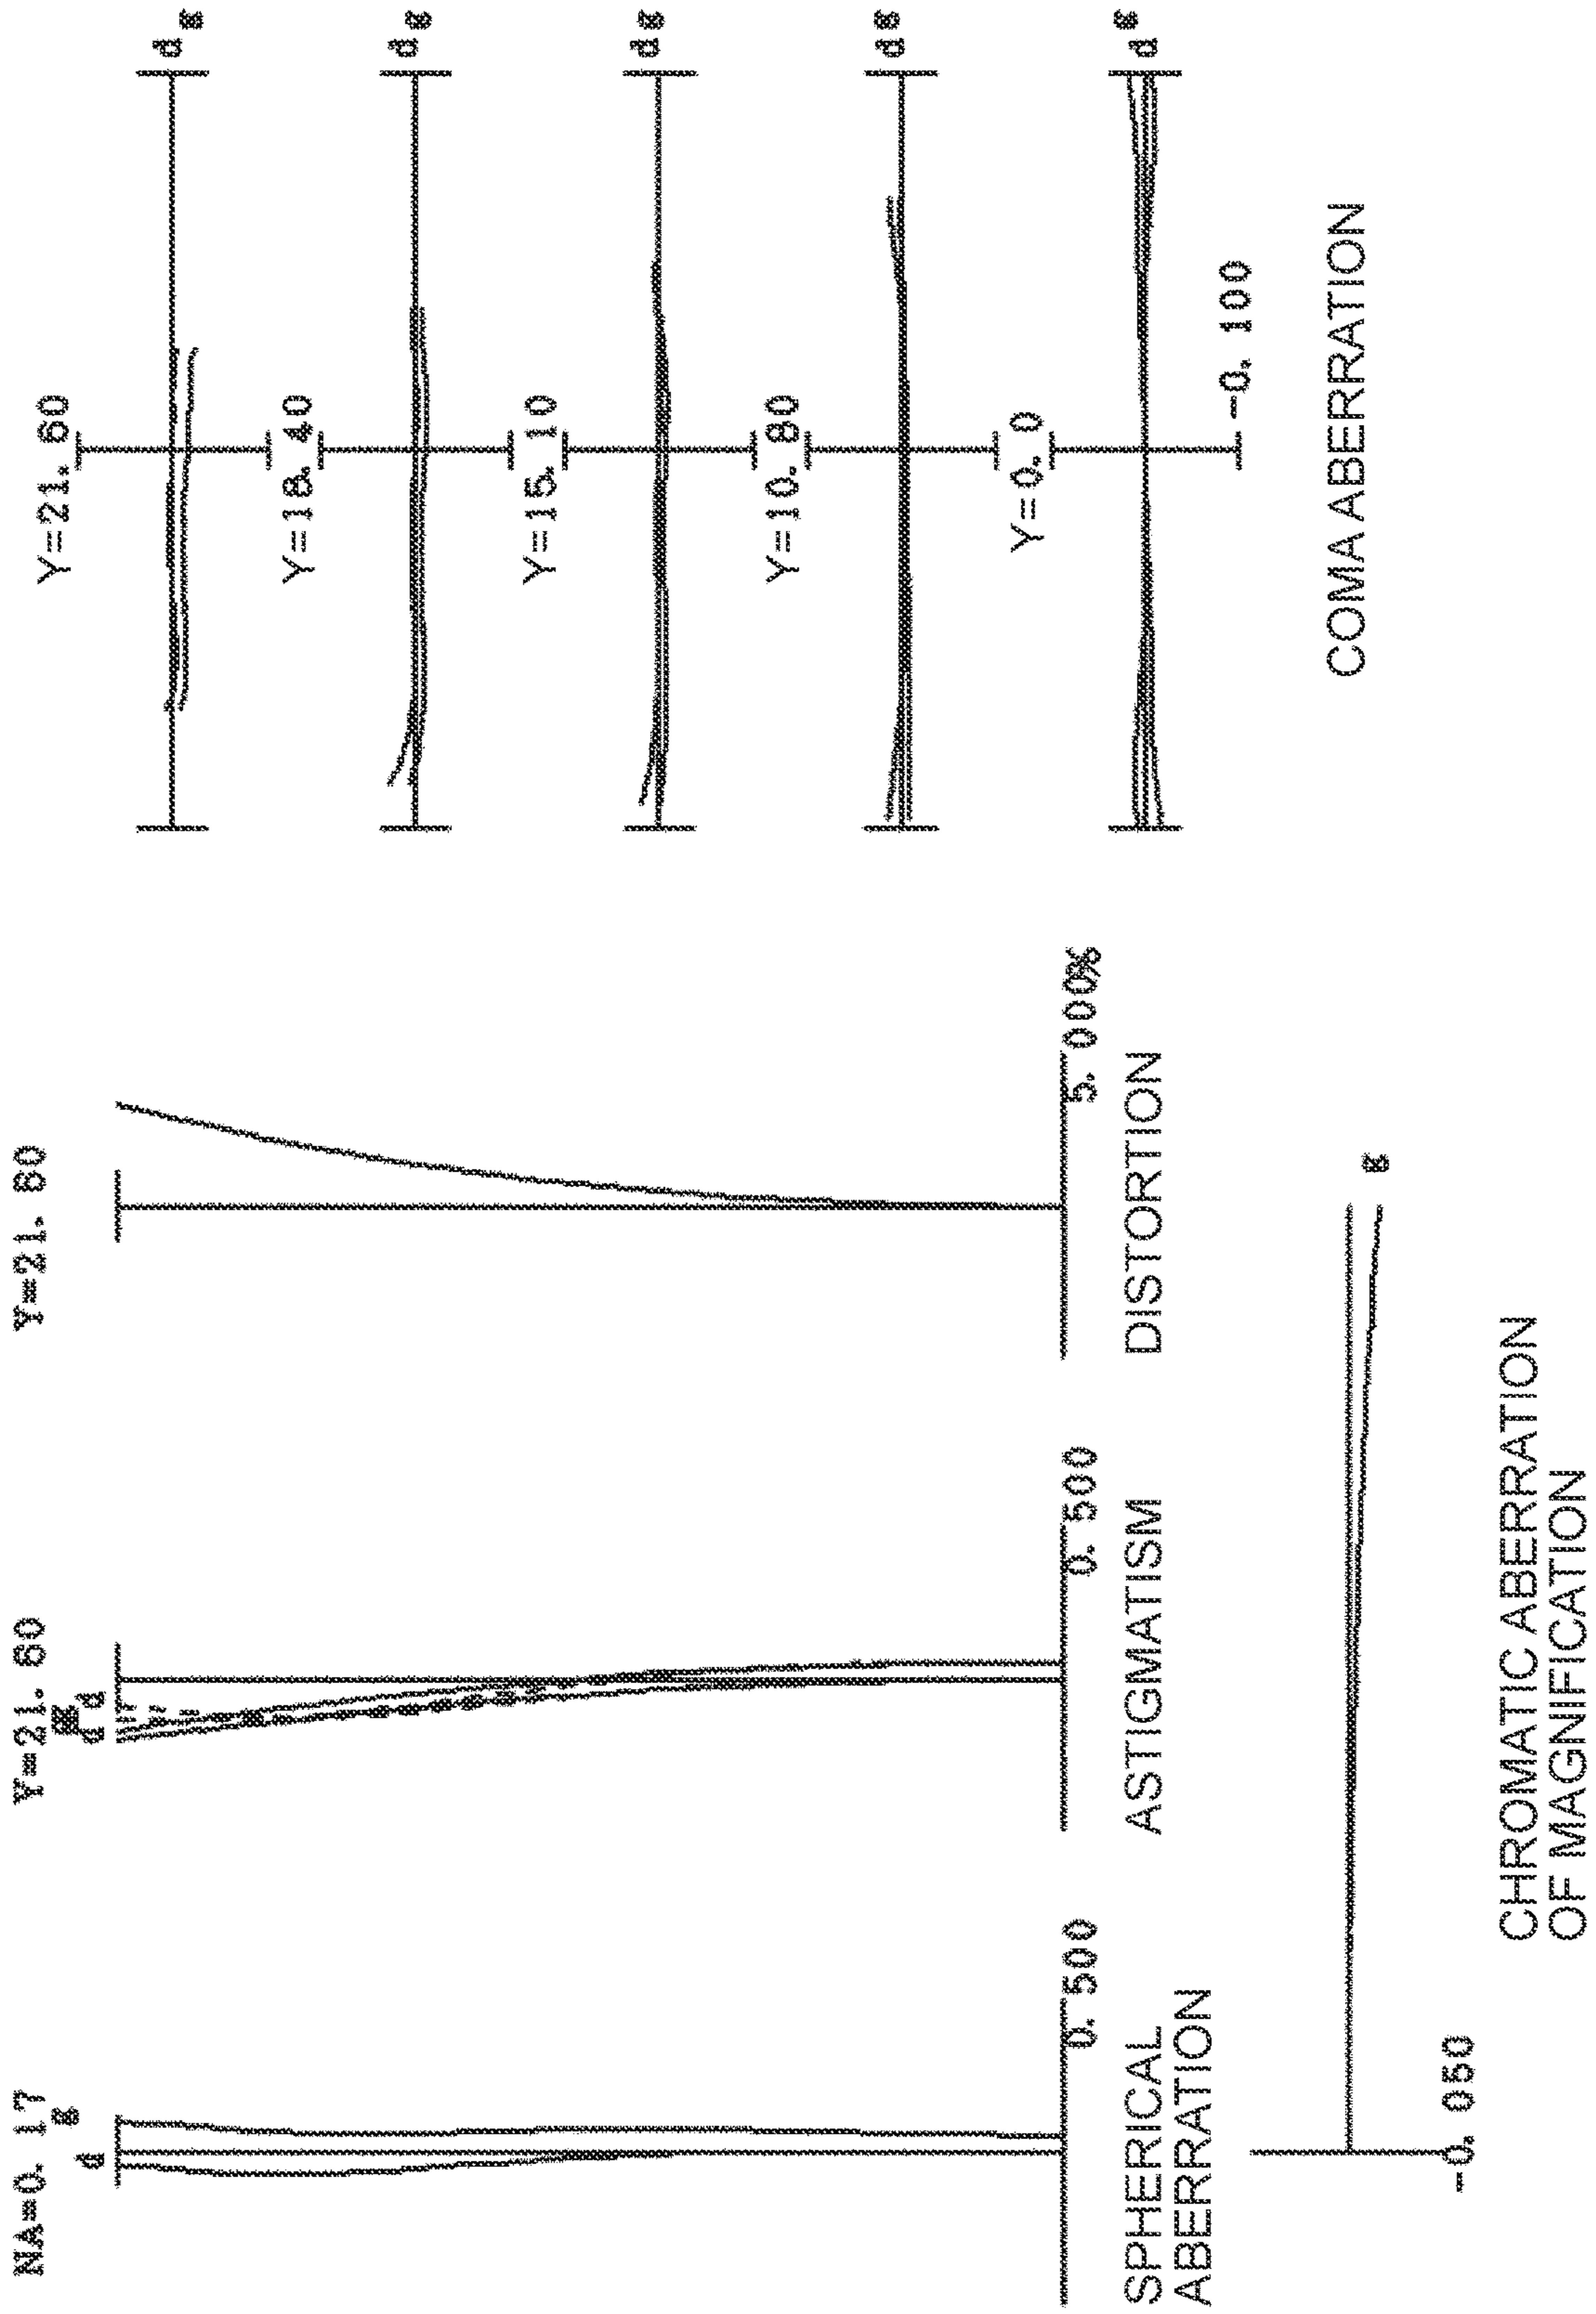 NA=0. 17
d
g
0. 500
SPHERICAL
ABERRATION
Y=21. 60
g
d
d
0. 500
ASTIGMATISM
Y=21. 60
5. 000%
DISTORTION
g
-0. 050
CHROMATIC ABERRATION
OF MAGNIFICATION
Y=21. 60
d
g
Y=18. 40
d
g
Y=15. 10
d
g
Y=10. 80
d
g
Y=0. 0
g
d
-0. 100
COMA ABERRATION